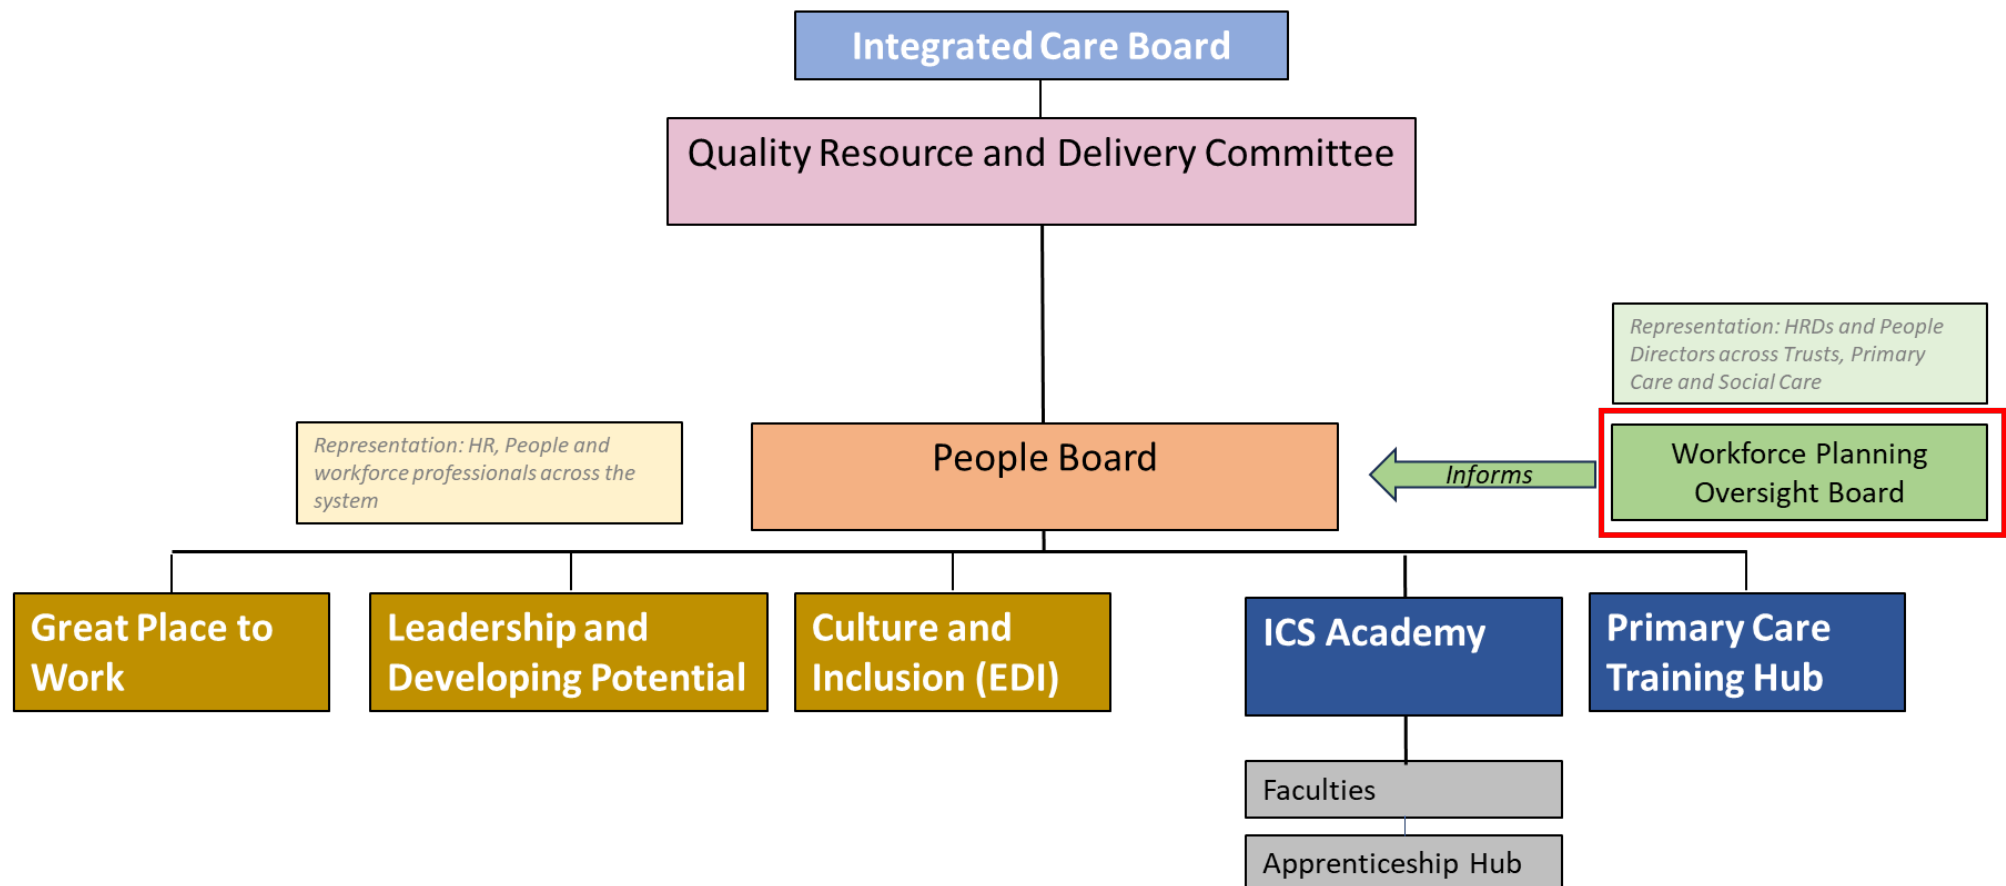 Integrated Care Board
Quality Resource and Delivery Committee
Representation: HRDs and People
Directors across Trusts, Primary
Care and Social Care
Representation: HR, People and
workforce professionals across the
system
People Board
Informs
Workforce Planning
Oversight Board
Great Place to
Work
Leadership and
Developing Potential
Culture and
Inclusion (EDI)
ICS Academy
Primary Care
Training Hub
Faculties
Apprenticeship Hub